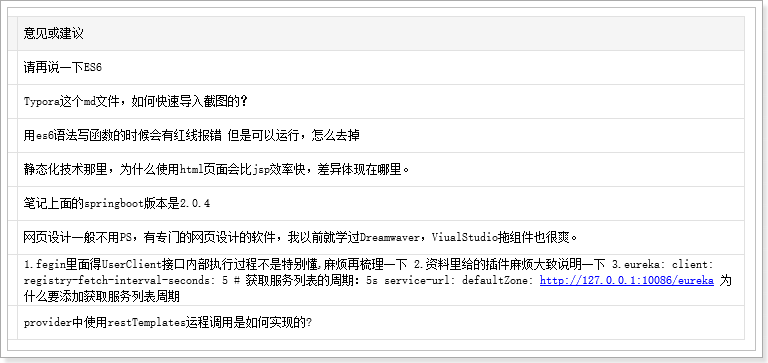 意见或建议
请再说一下ES6
Typora这个md文件，如何快速导入截图的？
用es6语法写函数的时候会有红线报错 但是可以运行，怎么去掉
静态化技术那里，为什么使用html页面会比jsp效率快，差异体现在哪里。
笔记上面的springboot版本是2.0.4
网页设计一般不用PS，有专门的网页设计的软件，我以前就学过Dreamwaver，ViualStudio拖组件也很爽。
1.fegin里面得UserClient接口内部执行过程不是特别懂,麻烦再梳理一下 2.资料里给的插件麻烦大致说明一下 3.eureka: client:
registry-fetch-interval-seconds: 5 # 获取服务列表的周期：5s service-url: defaultZone: http://127.0.0.1:10086/eureka 为
什么要添加获取服务列表周期
provider中使用restTemplates运程调用是如何实现的?